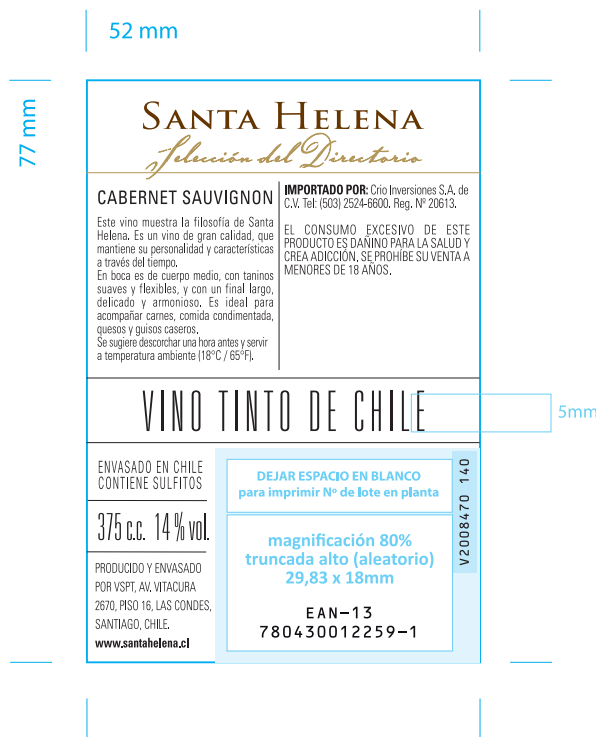 52 mm
77 mm
SANTA HELENA
Selección del Directorio
CABERNET SAUVIGNON
Este vino muestra la filosofía de Santa
Helena. Es un vino de gran calidad, que
mantiene su personalidad y características
a través del tiempo.
En boca es de cuerpo medio, con taninos
suaves y flexibles, y con un final largo,
delicado y armonioso. Es ideal para
acompañar carnes, comida condimentada,
quesos y guisos caseros.
Se sugiere descorchar una hora antes y servir
a temperatura ambiente (18°C / 65°F).
IMPORTADO POR: Crio Inversiones S.A. de
C.V. Tel: (503) 2524-6600. Reg. Nº 20613.
EL CONSUMO EXCESIVO DE ESTE
PRODUCTO ES DAÑINO PARA LA SALUD Y
CREA ADICCIÓN. SE PROHÍBE SU VENTA A
MENORES DE 18 AÑOS.
VINO TINTO DE CHILE
5mm
ENVASADO EN CHILE
CONTIENE SULFITOS
375 c.c. 14 % vol.
PRODUCIDO Y ENVASADO
POR VSPT, AV. VITACURA
2670, PISO 16, LAS CONDES,
SANTIAGO, CHILE.
www.santahelena.cl
DEJAR ESPACIO EN BLANCO
para imprimir Nº de lote en planta
magnificación 80%
truncada alto (aleatorio)
29,83 x 18mm
EAN-13
780430012259-1
V2008470 140